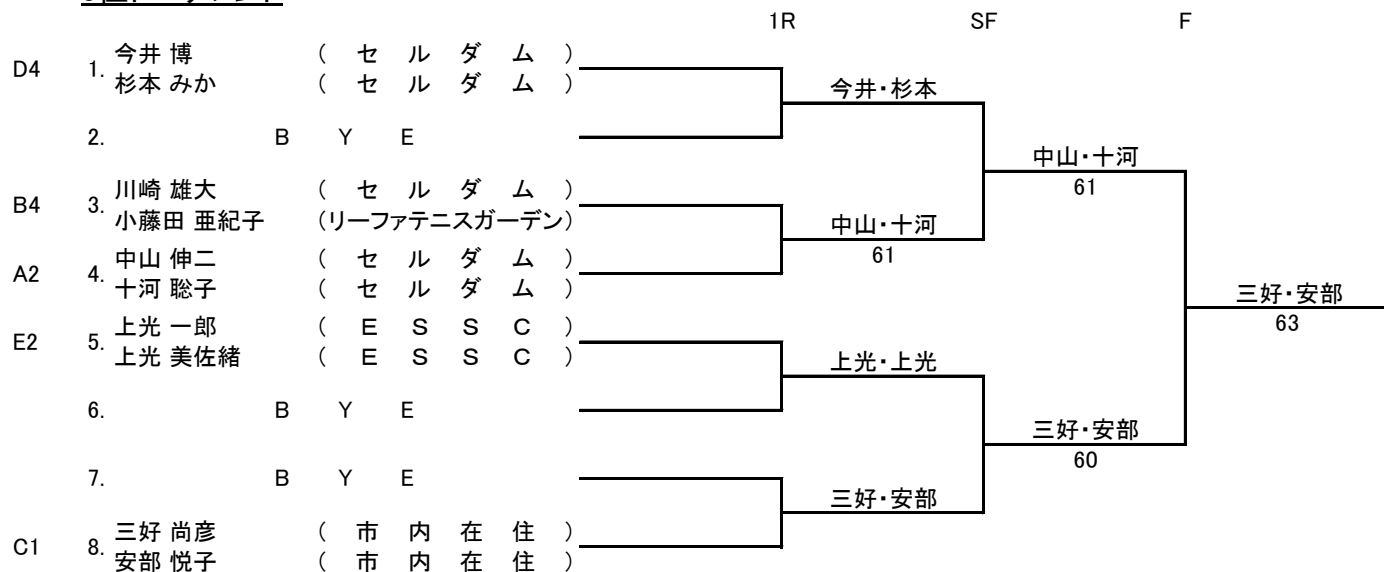 1R SF F
D4 1. 今井 博 ( セ ル ダ ム )
杉本 みか ( セ ル ダ ム )
今井・杉本
2. B Y E
中山・十河
61
B4 3. 川崎 雄大 ( セ ル ダ ム )
小藤田 亜紀子 (リーファテニスガーデン)
中山・十河
61
A2 4. 中山 伸二 ( セ ル ダ ム )
十河 聡子 ( セ ル ダ ム )
三好・安部
63
E2 5. 上光 一郎 ( E S S C )
上光 美佐緒 ( E S S C )
上光・上光
6. B Y E
三好・安部
60
7. B Y E
三好・安部
C1 8. 三好 尚彦 ( 市 内 在 住 )
安部 悦子 ( 市 内 在 住 )